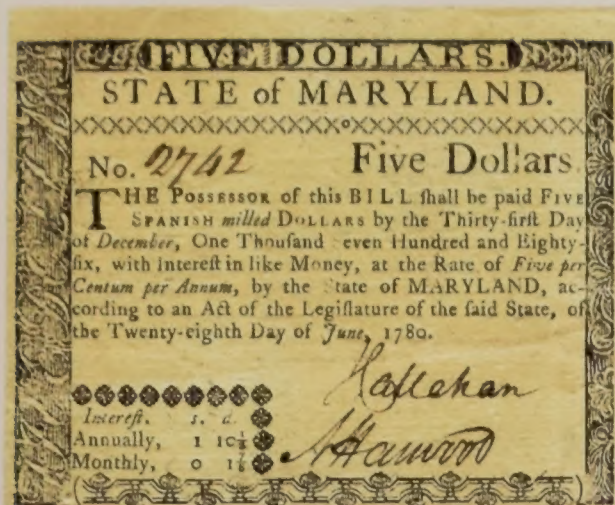 FIVE DOLLARS.
STATE of MARYLAND.
No. 2742 Five Dollars
THE POSSESSOR of this BILL ſhall be paid FIVE
SPANISH milled DOLLARS by the Thirty-firſt Day
of December, One Thouſand Seven Hundred and Eighty-
ſix, with Intereſt in like Money, at the Rate of Five per
Centum per Annum, by the State of MARYLAND, ac-
cording to an Act of the Legiſlature of the ſaid State, of
the Twenty-eighth Day of June, 1780.
Intereſt. s. d.
Annually, 1 10½
Monthly, 0 1⅞
Harwood